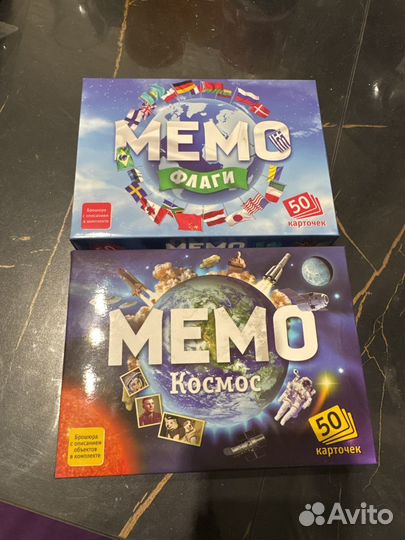 МЕМО
ФЛАГИ
Брошюра
с описанием
в комплекте
50
карточек
МЕМО
МЕМО
Космос
Брошюра
с описанием
объектов
в комплекте
50
карточек
Avito